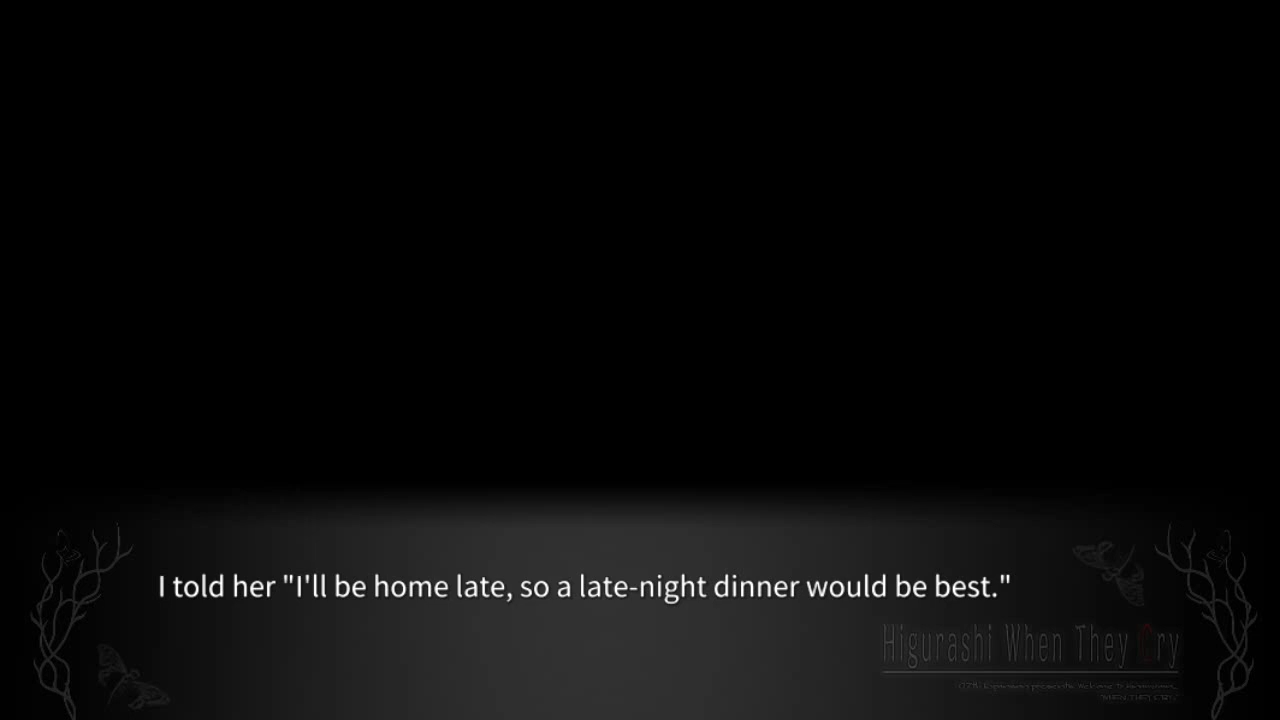 I told her "I'll be home late, so a late-night dinner would be best."
Higurashi When They Cry